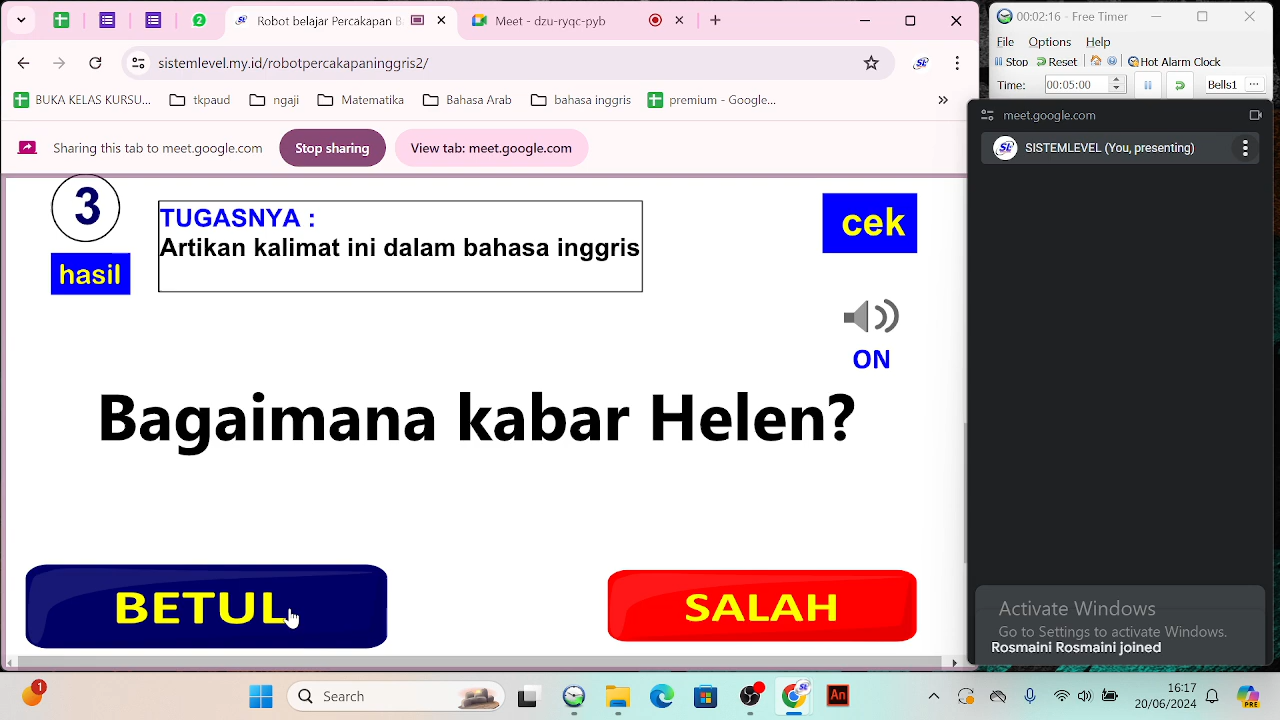 2
Robot belajar Percakapan B
Meet - dzu-ryqc-pyb
sistemlevel.my.id/robotpercakapaninggris2/
BUKA KELAS KURSU...
tkpaud
ngaji
Matematika
Bahasa Arab
bahasa inggris
premium - Google...
Sharing this tab to meet.google.com
Stop sharing
View tab: meet.google.com
3
hasil
TUGASNYA :
Artikan kalimat ini dalam bahasa inggris
cek
ON
Bagaimana kabar Helen?
BETUL
SALAH
00:02:16 - Free Timer
File Options Help
Stop Reset Hot Alarm Clock
Time: 00:05:00 Bells1 ...
meet.google.com
SISTEMLEVEL (You, presenting)
Activate Windows
Go to Settings to activate Windows.
Rosmaini Rosmaini joined
1
Search
An
16:17
20/06/2024
PRE